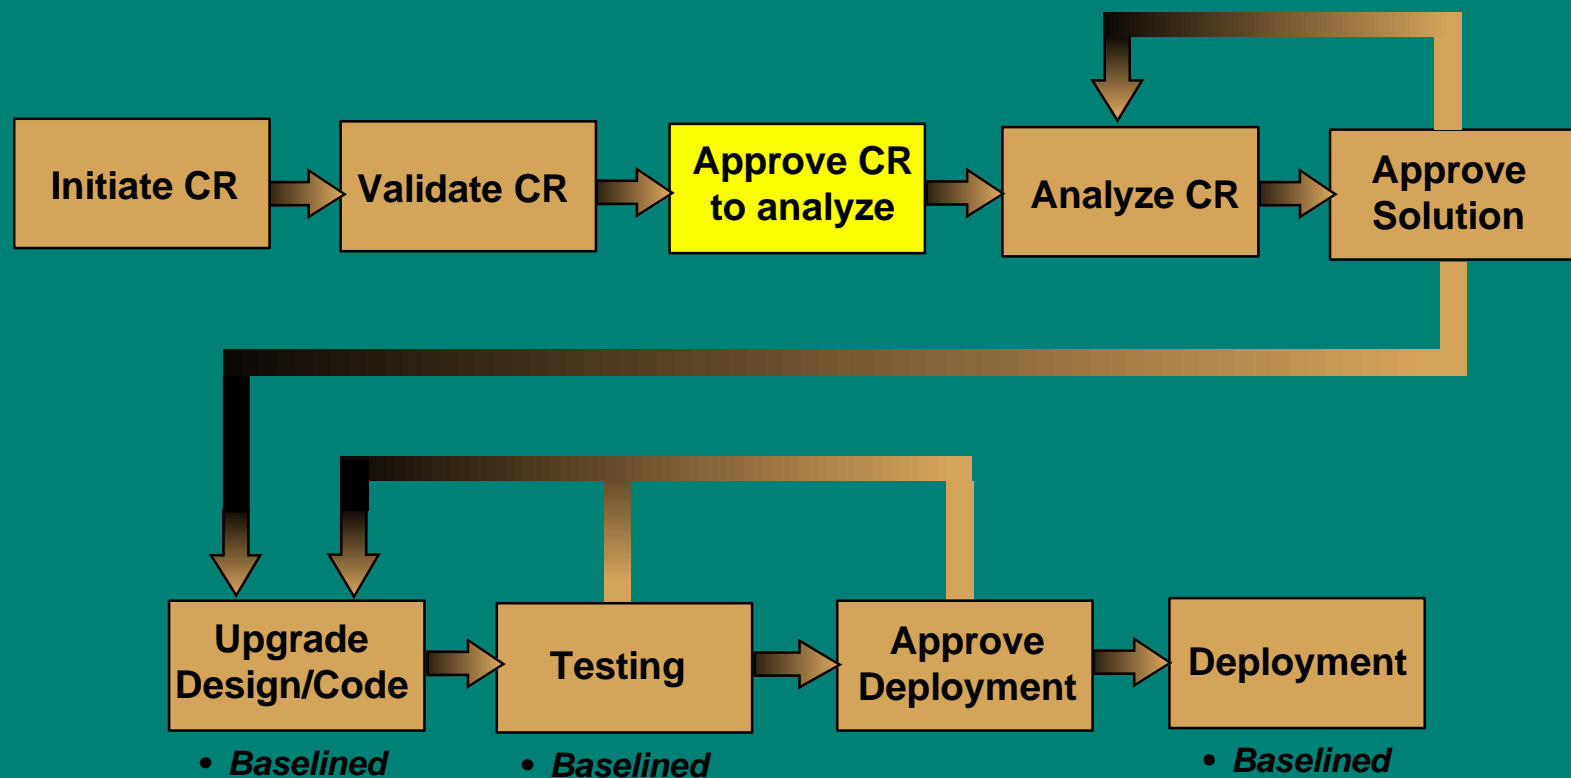 Initiate CR
Validate CR
Approve CR
to analyze
Analyze CR
Approve
Solution
Upgrade
Design/Code
Testing
Approve
Deployment
Deployment
• Baselined
• Baselined
• Baselined